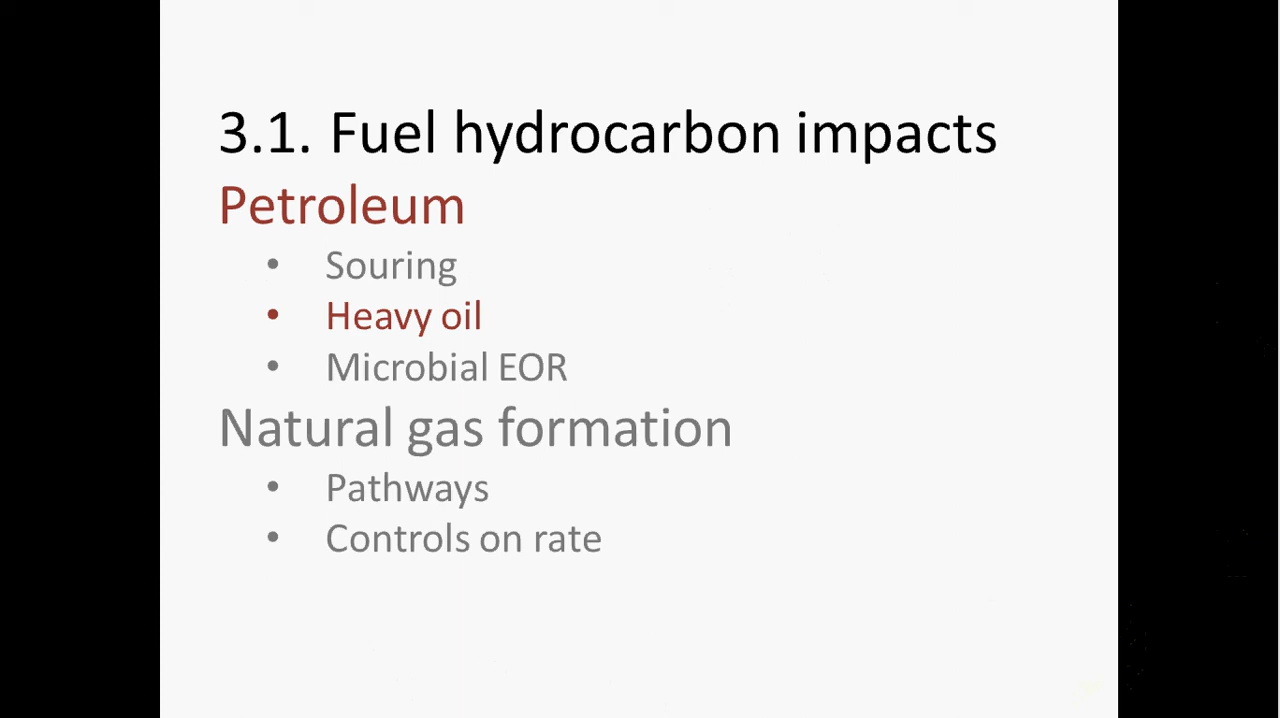 3.1. Fuel hydrocarbon impacts
Petroleum
• Souring
• Heavy oil
• Microbial EOR
Natural gas formation
• Pathways
• Controls on rate